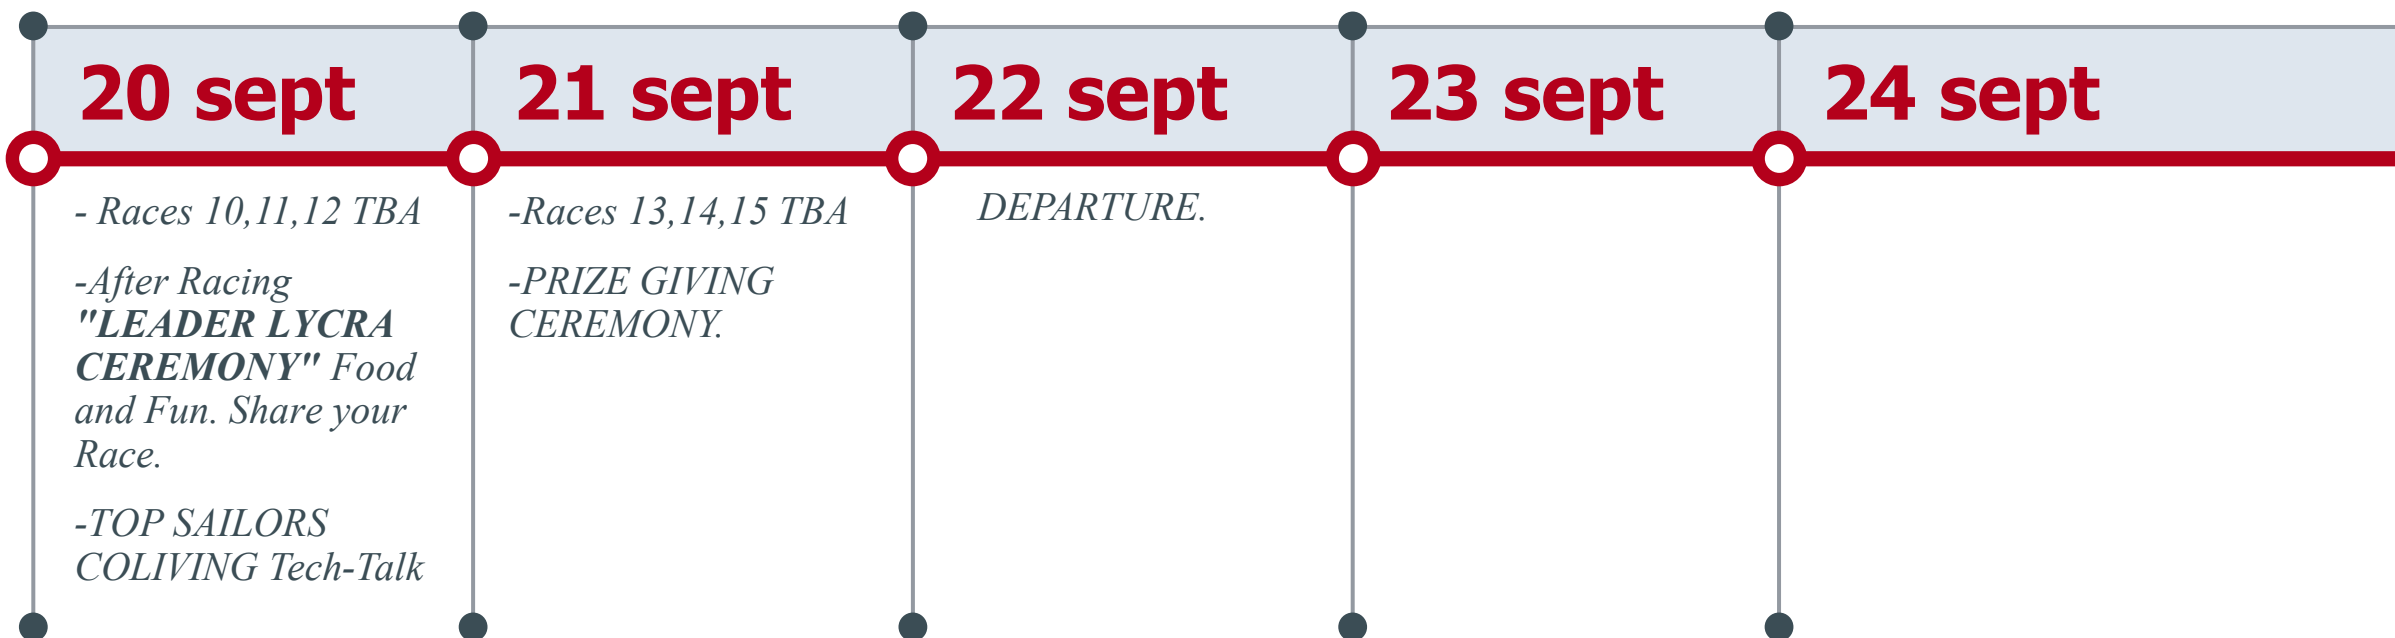 20 sept
21 sept
22 sept
23 sept
24 sept
- Races 10,11,12 TBA
-After Racing
"LEADER LYCRA
CEREMONY" Food
and Fun. Share your
Race.
-TOP SAILORS
COLIVING Tech-Talk
-Races 13,14,15 TBA
-PRIZE GIVING
CEREMONY.
DEPARTURE.